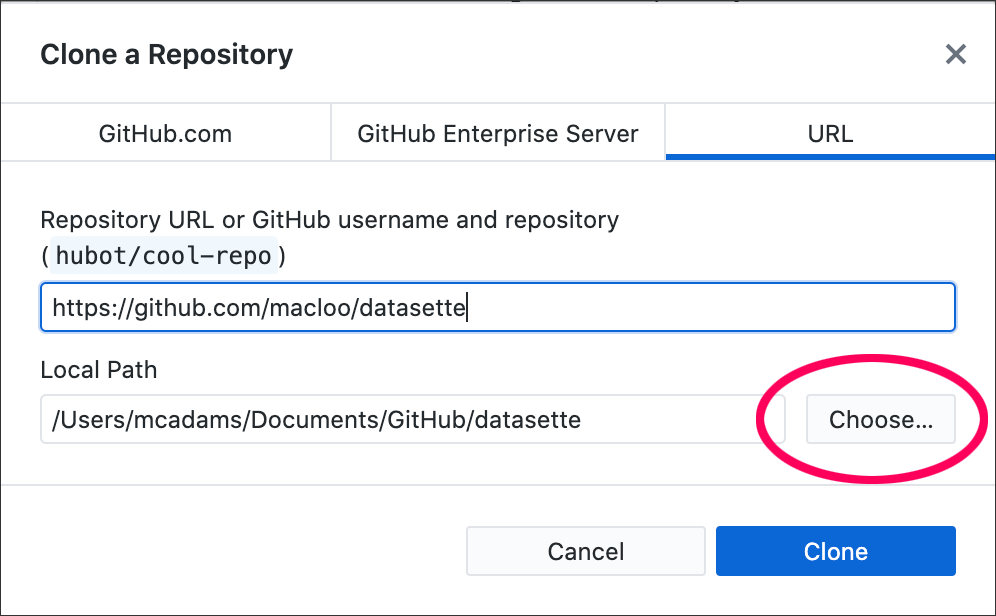 Clone a Repository
GitHub.com
GitHub Enterprise Server
URL
Repository URL or GitHub username and repository
(hubot/cool-repo)
https://github.com/macloo/datasette
Local Path
/Users/mcadams/Documents/GitHub/datasette
Choose...
Cancel
Clone